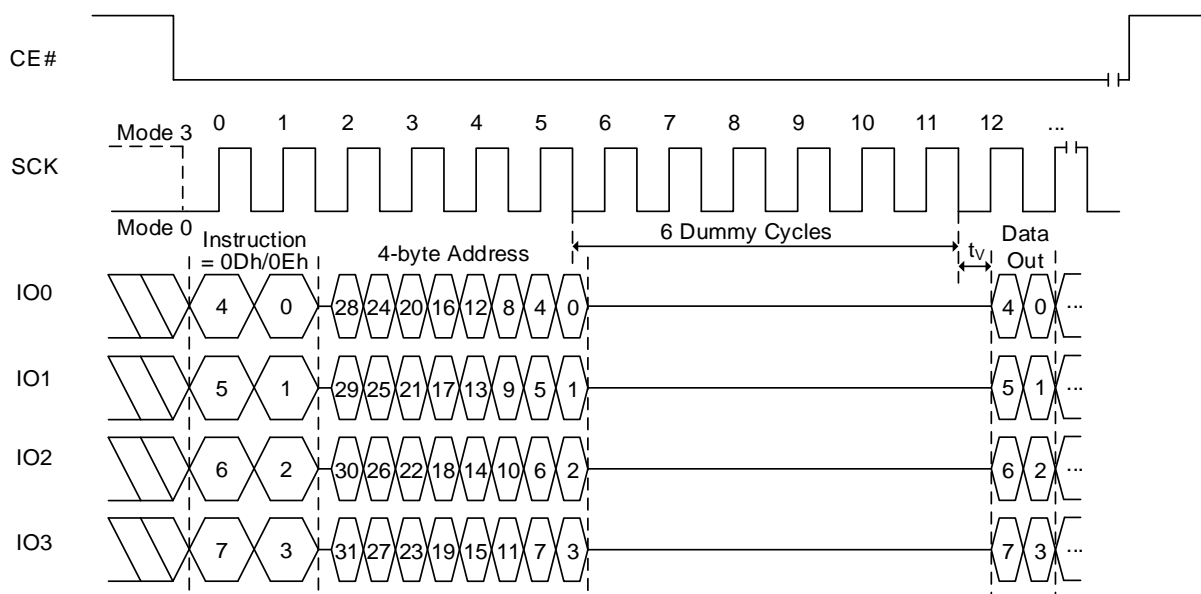 CE#
Mode 3 0 1 2 3 4 5 6 7 8 9 10 11 12 ...
SCK
Mode 0
Instruction
= 0Dh/0Eh
4-byte Address
6 Dummy Cycles
tV
Data
Out
IO0 4 0 28 24 20 16 12 8 4 0 4 0 ...
IO1 5 1 29 25 21 17 13 9 5 1 5 1 ...
IO2 6 2 30 26 22 18 14 10 6 2 6 2 ...
IO3 7 3 31 27 23 19 15 11 7 3 7 3 ...